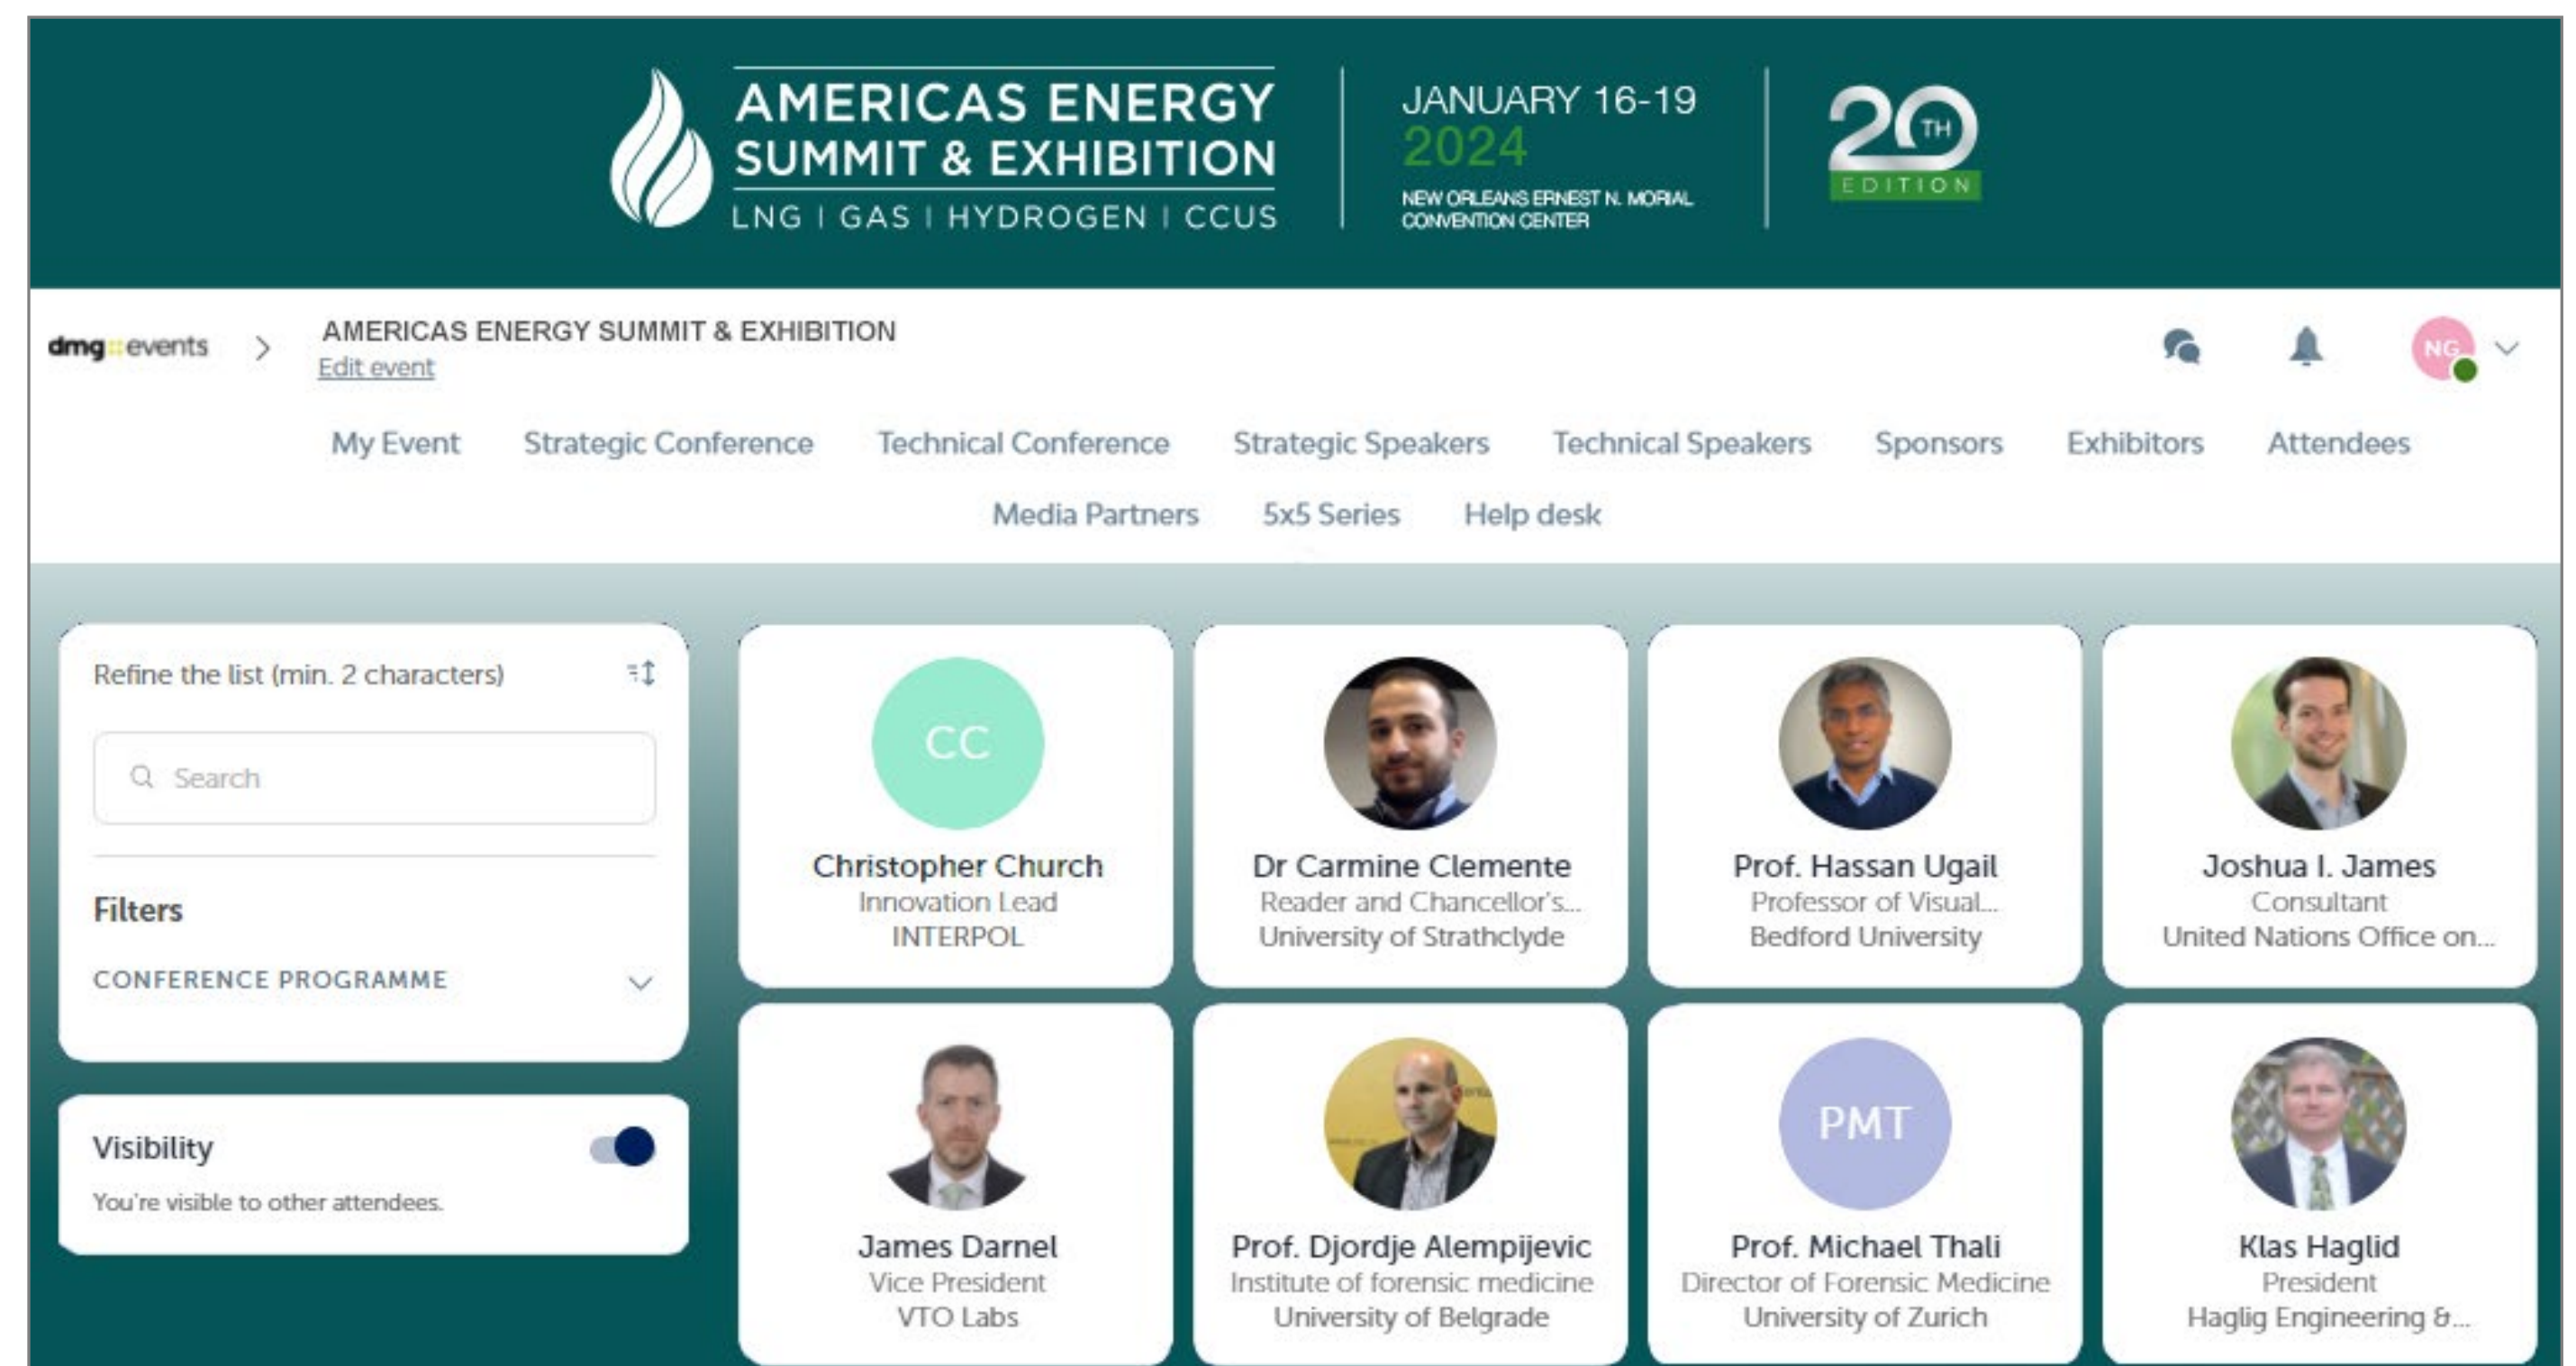 AMERICAS ENERGY
SUMMIT & EXHIBITION
LNG | GAS | HYDROGEN | CCUS
JANUARY 16-19
2024
NEW ORLEANS ERNEST N. MORIAL
CONVENTION CENTER
20TH
EDITION
dmg::events
AMERICAS ENERGY SUMMIT & EXHIBITION
Edit event
NG
My Event Strategic Conference Technical Conference Strategic Speakers Technical Speakers Sponsors Exhibitors Attendees
Media Partners 5x5 Series Help desk
Refine the list (min. 2 characters)
Search
Filters
CONFERENCE PROGRAMME
Visibility
You're visible to other attendees.
CC
Christopher Church
Innovation Lead
INTERPOL
Dr Carmine Clemente
Reader and Chancellor's...
University of Strathclyde
Prof. Hassan Ugail
Professor of Visual...
Bedford University
Joshua I. James
Consultant
United Nations Office on...
James Darnel
Vice President
VTO Labs
Prof. Djordje Alempijevic
Institute of forensic medicine
University of Belgrade
PMT
Prof. Michael Thali
Director of Forensic Medicine
University of Zurich
Klas Haglid
President
Haglig Engineering &...